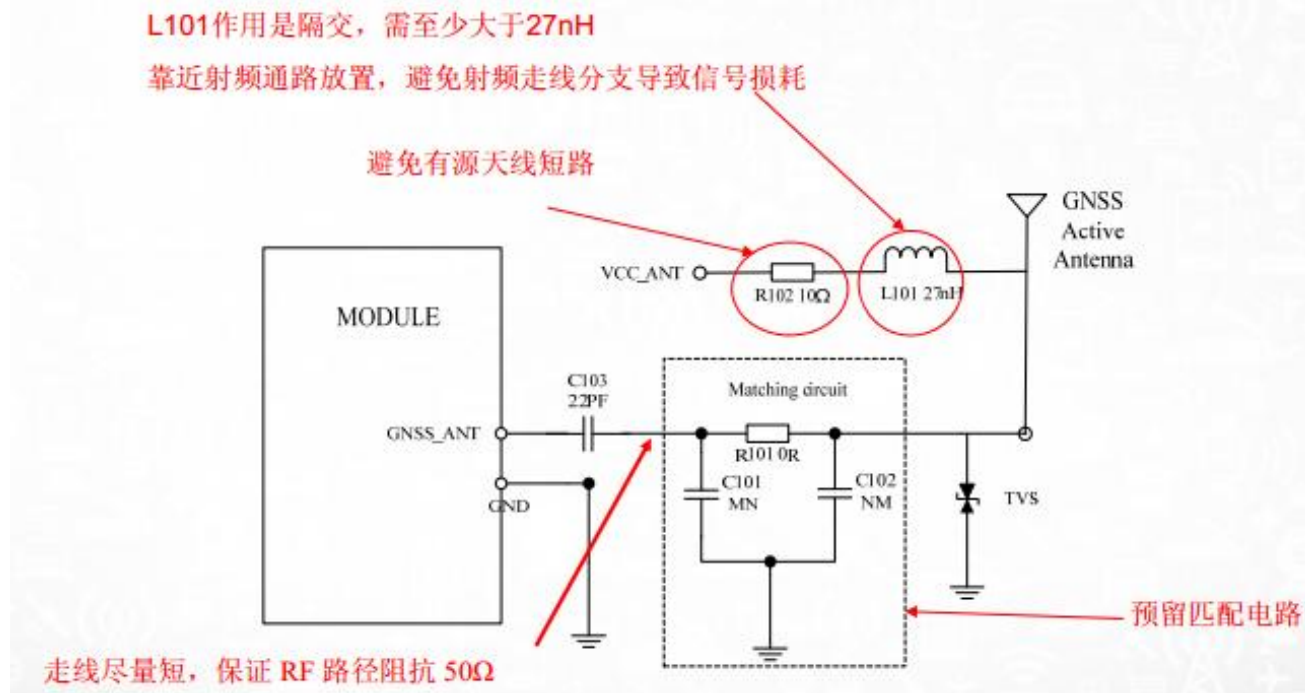 L101作用是隔交，需至少大于27nH
靠近射频通路放置，避免射频走线分支导致信号损耗
避免有源天线短路
GNSS
Active
Antenna
VCC_ANT
R102 10Ω
L101 27nH
MODULE
C103
22PF
Matching circuit
GNSS_ANT
R101 0R
C101
MN
C102
NM
GND
TVS
预留匹配电路
走线尽量短，保证 RF 路径阻抗 50Ω